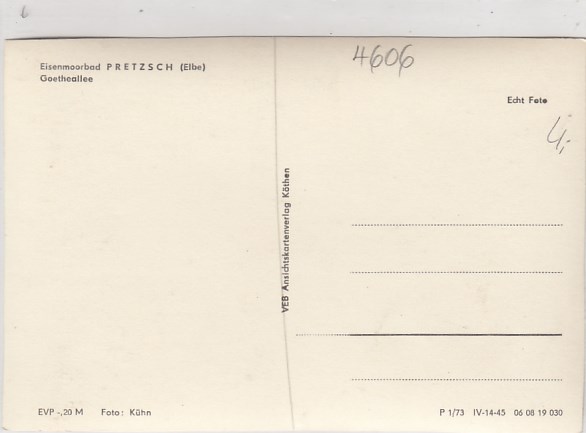 Eisenmoorbad PRETZSCH (Elbe)
Goetheallee
4606
Echt Foto
4,-
VEB Ansichtskartenverlag Köthen
EVP -,20 M Foto: Kühn
P 1/73 IV-14-45 06 08 19 030